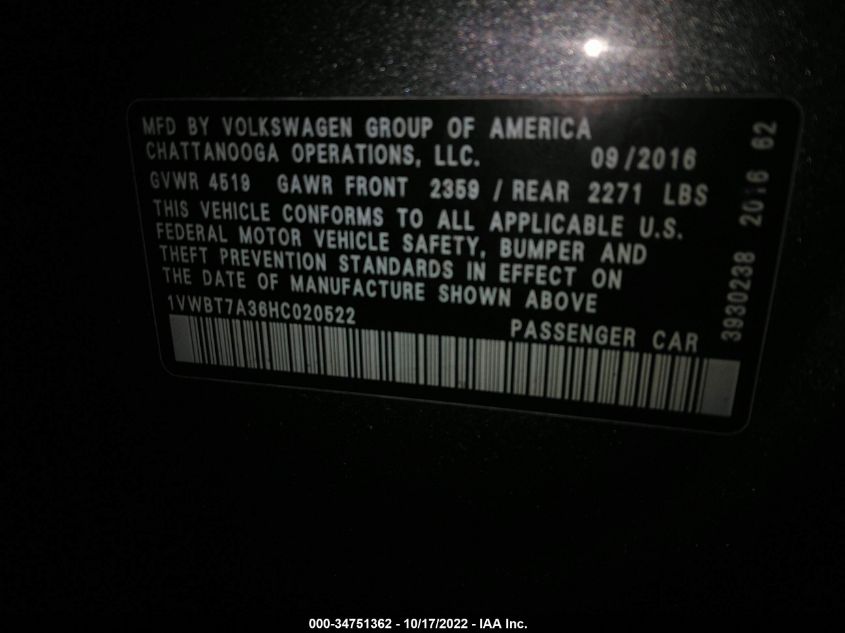 MFD BY VOLKSWAGEN GROUP OF AMERICA
CHATTANOOGA OPERATIONS, LLC. 09/2016
GVWR 4519 GAWR FRONT 2359 / REAR 2271 LBS
THIS VEHICLE CONFORMS TO ALL APPLICABLE U.S.
FEDERAL MOTOR VEHICLE SAFETY, BUMPER AND
THEFT PREVENTION STANDARDS IN EFFECT ON
THE DATE OF MANUFACTURE SHOWN ABOVE
1VWBT7A36HC020522 PASSENGER CAR
3930238 2016 62
000-34751362 - 10/17/2022 - IAA Inc.